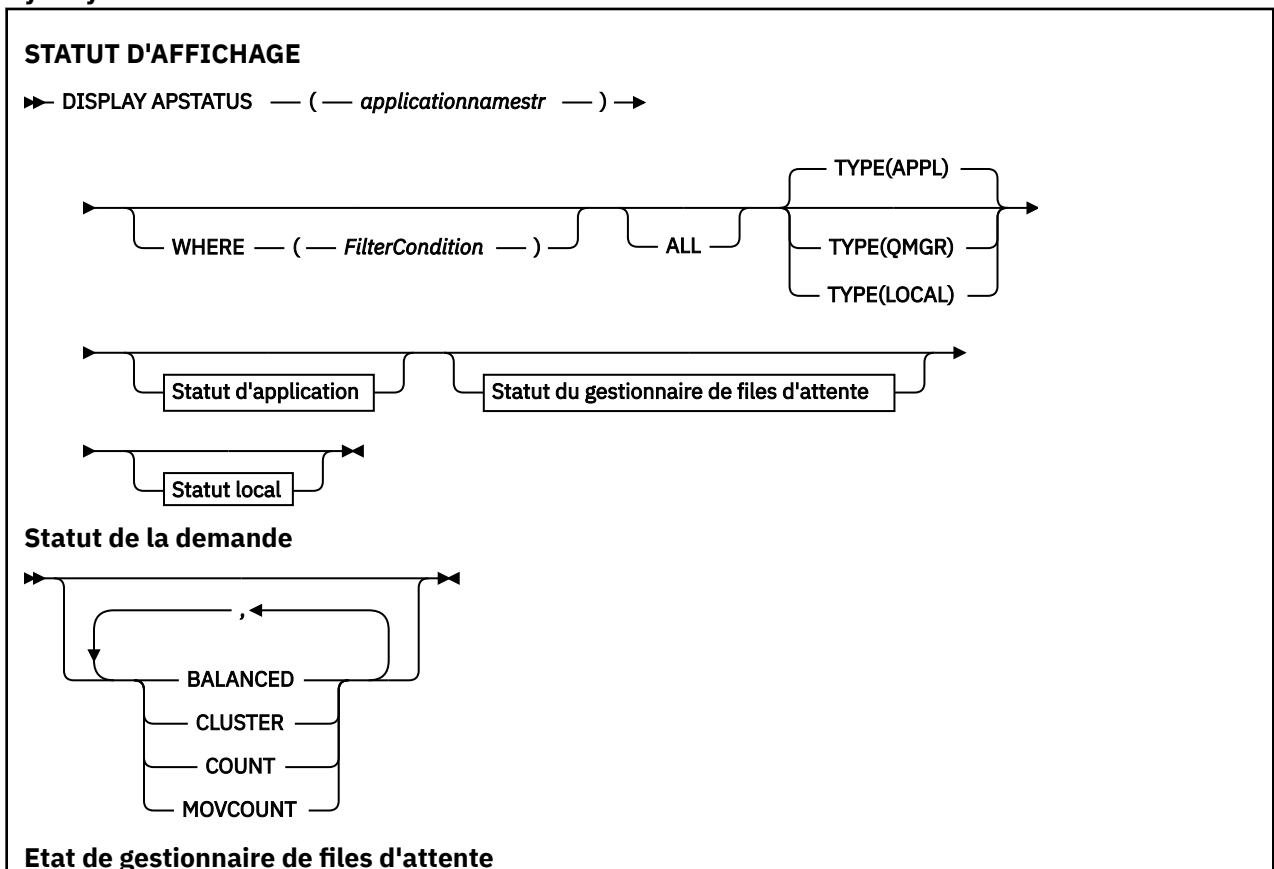 STATUT D'AFFICHAGE
DISPLAY APSTATUS ( applicationnamestr )
TYPE(APPL)
WHERE ( FilterCondition ) ALL TYPE(QMGR)
TYPE(LOCAL)
Statut d'application Statut du gestionnaire de files d'attente
Statut local
Statut de la demande
,
BALANCED
CLUSTER
COUNT
MOVCOUNT
Etat de gestionnaire de files d'attente